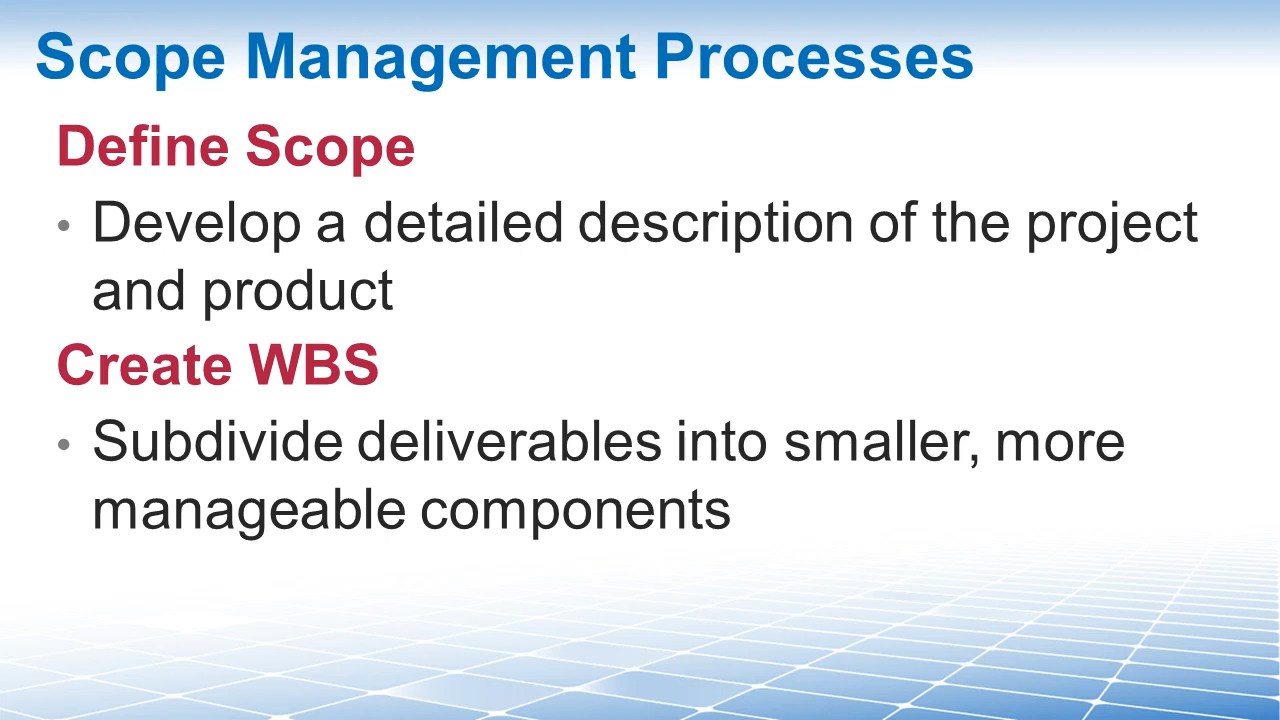 Scope Management Processes
Define Scope
• Develop a detailed description of the project
and product
Create WBS
• Subdivide deliverables into smaller, more
manageable components